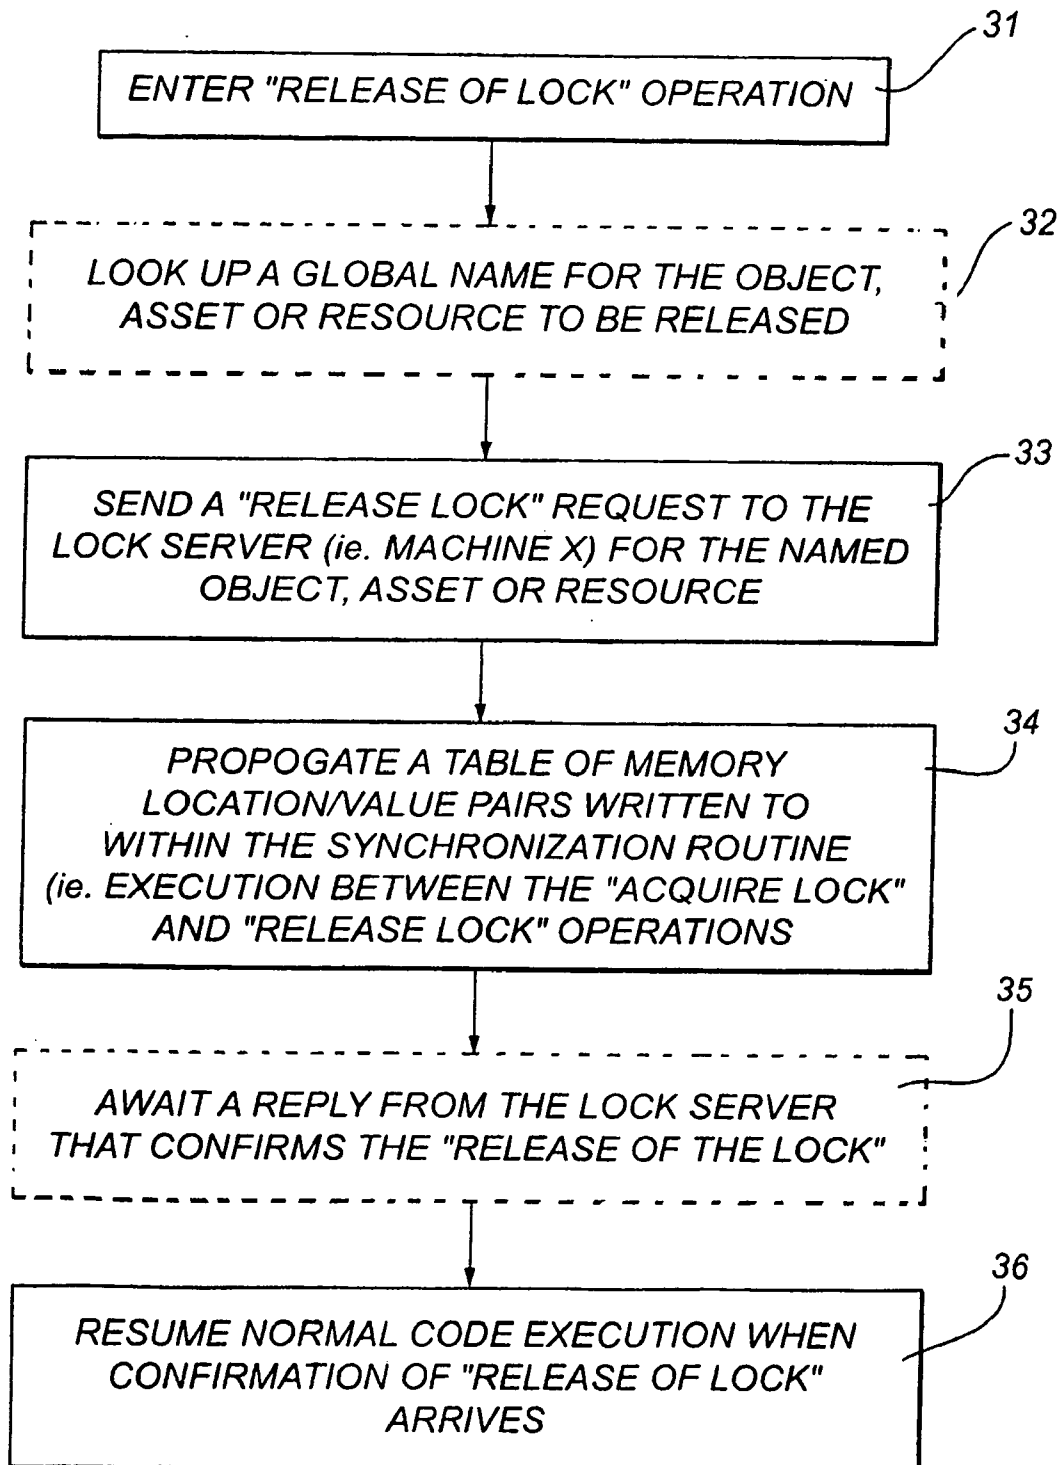 31
ENTER "RELEASE OF LOCK" OPERATION
32
LOOK UP A GLOBAL NAME FOR THE OBJECT,
ASSET OR RESOURCE TO BE RELEASED
33
SEND A "RELEASE LOCK" REQUEST TO THE
LOCK SERVER (ie. MACHINE X) FOR THE NAMED
OBJECT, ASSET OR RESOURCE
34
PROPOGATE A TABLE OF MEMORY
LOCATION/VALUE PAIRS WRITTEN TO
WITHIN THE SYNCHRONIZATION ROUTINE
(ie. EXECUTION BETWEEN THE "ACQUIRE LOCK"
AND "RELEASE LOCK" OPERATIONS
35
AWAIT A REPLY FROM THE LOCK SERVER
THAT CONFIRMS THE "RELEASE OF THE LOCK"
36
RESUME NORMAL CODE EXECUTION WHEN
CONFIRMATION OF "RELEASE OF LOCK"
ARRIVES